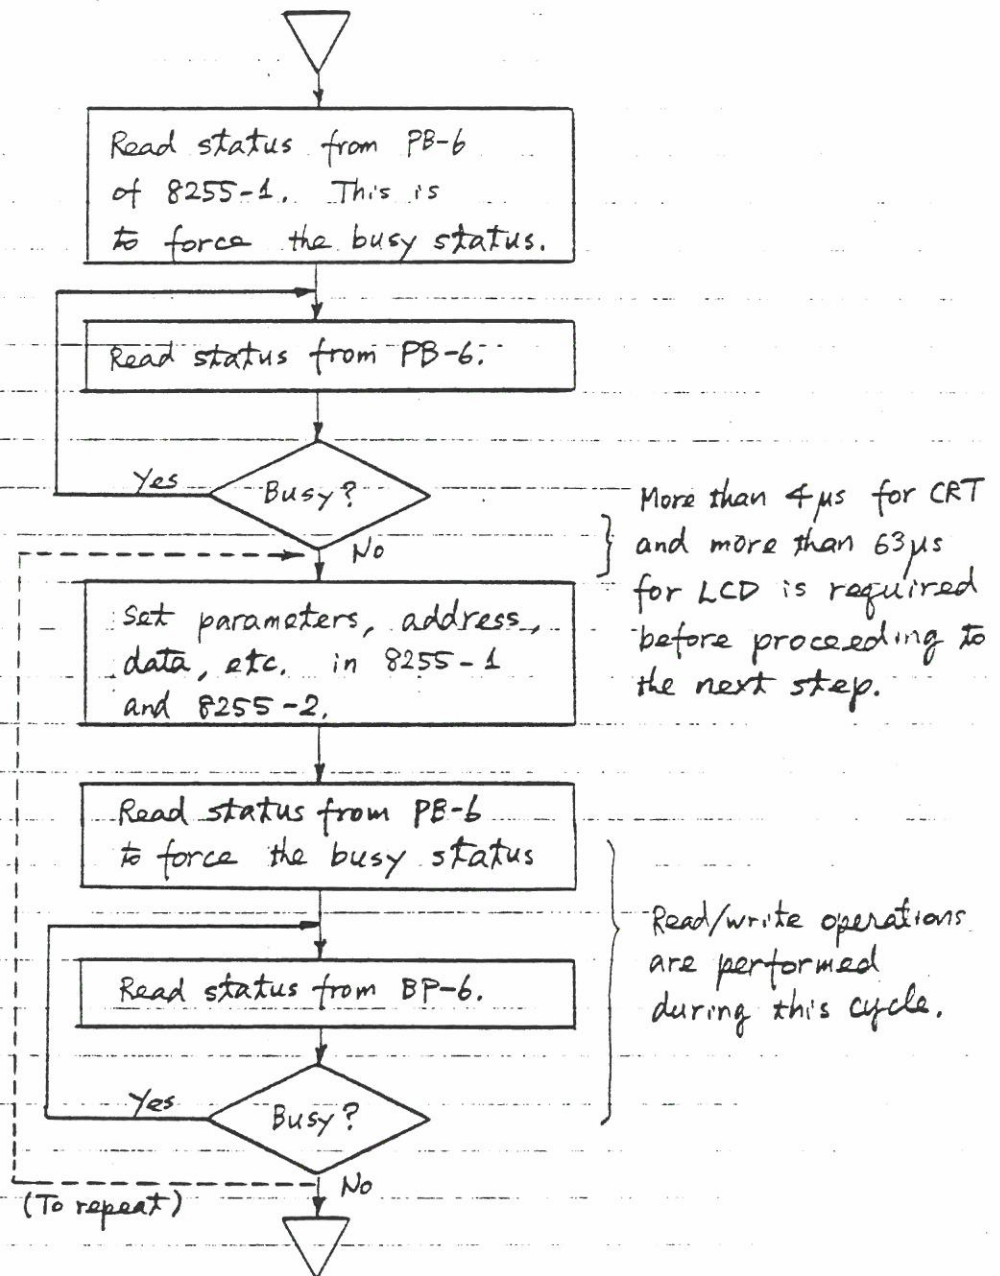 Read status from PB-6
of 8255-1. This is
to force the busy status.
Read status from PB-6.
Busy?
Yes
No
More than 4 μs for CRT
and more than 63μs
for LCD is required
before proceeding to
the next step.
Set parameters, address,
data, etc. in 8255-1
and 8255-2.
Read status from PB-6
to force the busy status
Read status from BP-6.
Read/write operations
are performed
during this cycle.
Busy?
Yes
No
(To repeat)